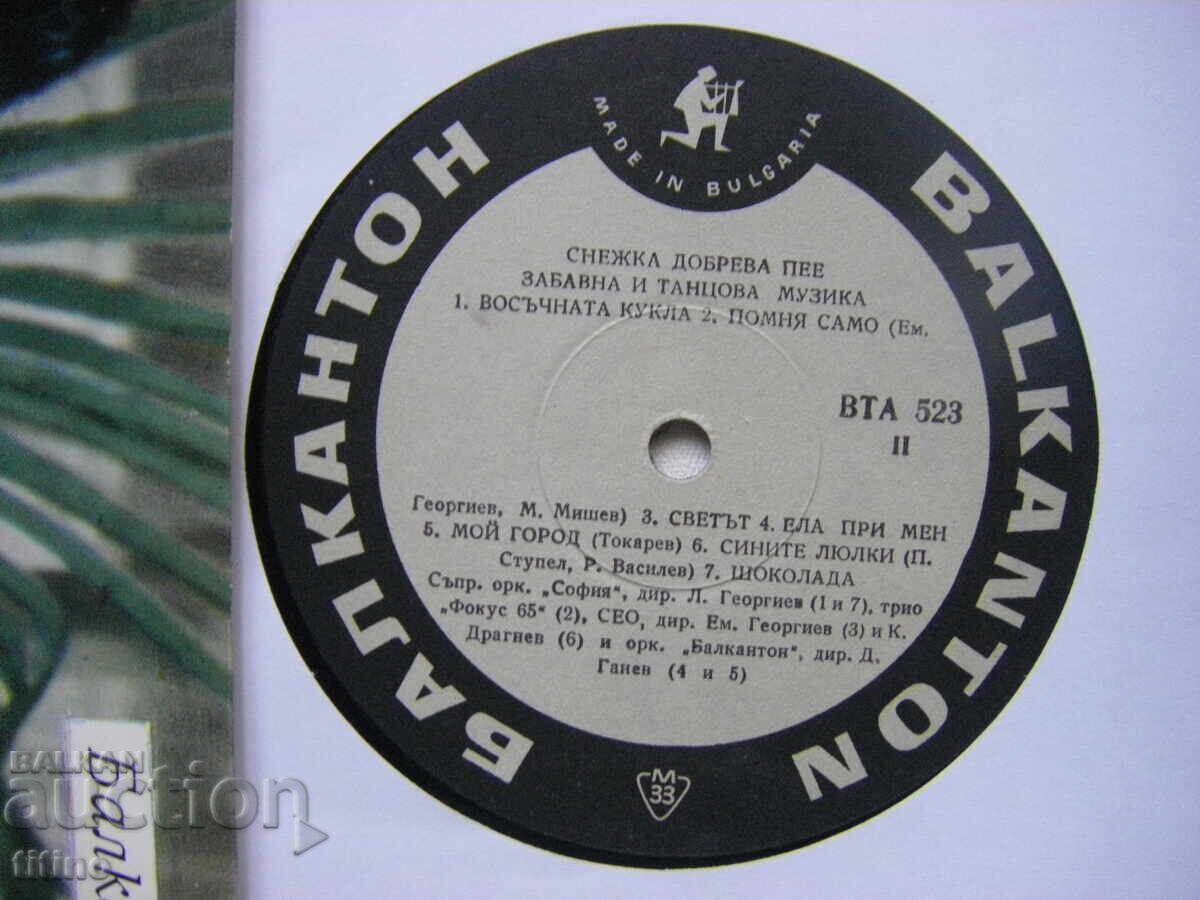 MADE IN BULGARIA
БАЛКАНТОН
BALKANTON
СНЕЖКА ДОБРЕВА ПЕЕ
ЗАБАВНА И ТАНЦОВА МУЗИКА
1. ВОСЪЧНАТА КУКЛА 2. ПОМНЯ САМО (Ем.
ВТА 523
II
Георгиев, М. Мишев) 3. СВЕТЪТ 4. ЕЛА ПРИ МЕН
5. МОЙ ГОРОД (Токарев) 6. СИНИТЕ ЛЮЛКИ (П.
Ступел, Р. Василев) 7. ШОКОЛАДА
Съпр. орк. „София“, дир. Л. Георгиев (1 и 7), трио
„Фокус 65“ (2), СЕО, дир. Ем. Георгиев (3) и К.
Драгнев (6) и орк. „Балкантон“, дир. Д.
Ганев (4 и 5)
М
33
Балк
BALKAN
auction
titino